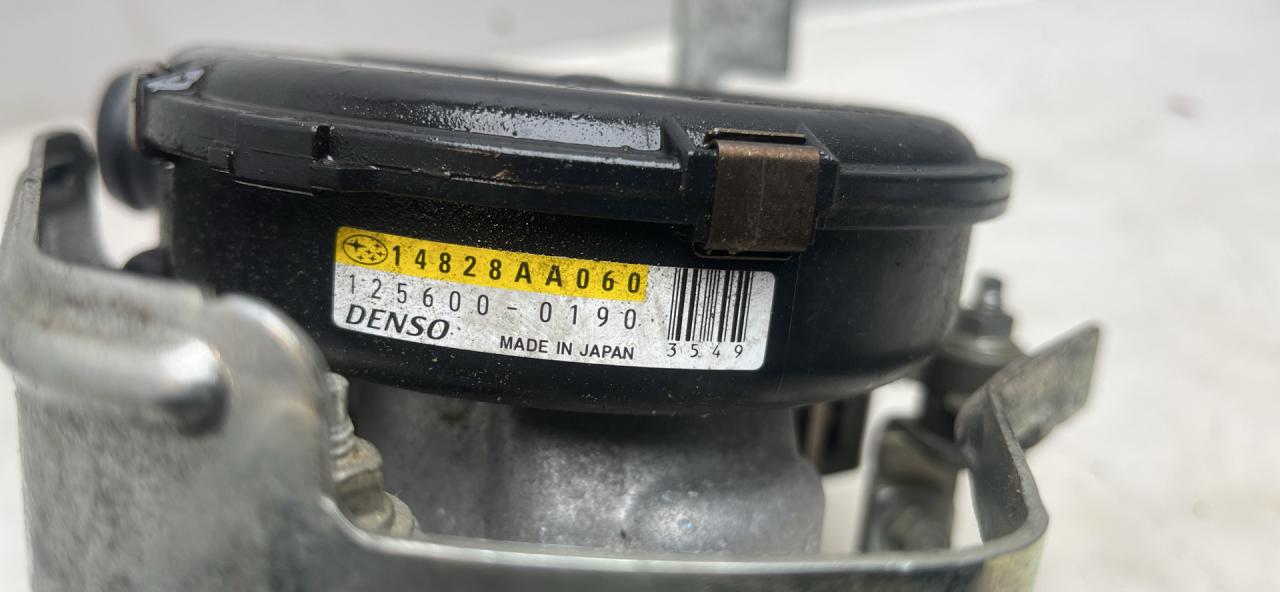 14828AA060
125600-0190
DENSO
MADE IN JAPAN
3549